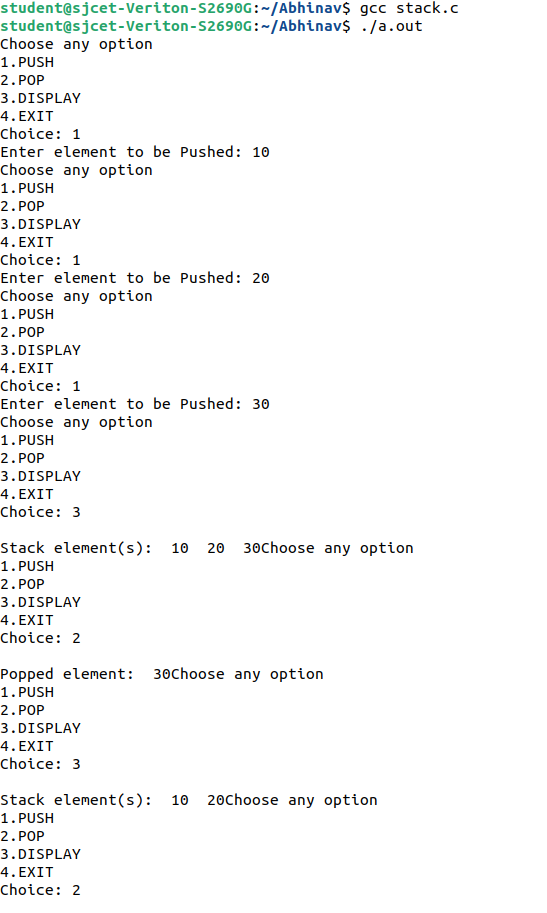 student@sjcet-Veriton-S2690G:~/Abhinav$ gcc stack.c
student@sjcet-Veriton-S2690G:~/Abhinav$ ./a.out
Choose any option
1.PUSH
2.POP
3.DISPLAY
4.EXIT
Choice: 1
Enter element to be Pushed: 10
Choose any option
1.PUSH
2.POP
3.DISPLAY
4.EXIT
Choice: 1
Enter element to be Pushed: 20
Choose any option
1.PUSH
2.POP
3.DISPLAY
4.EXIT
Choice: 1
Enter element to be Pushed: 30
Choose any option
1.PUSH
2.POP
3.DISPLAY
4.EXIT
Choice: 3
Stack element(s):  10  20  30Choose any option
1.PUSH
2.POP
3.DISPLAY
4.EXIT
Choice: 2
Popped element:  30Choose any option
1.PUSH
2.POP
3.DISPLAY
4.EXIT
Choice: 3
Stack element(s):  10  20Choose any option
1.PUSH
2.POP
3.DISPLAY
4.EXIT
Choice: 2